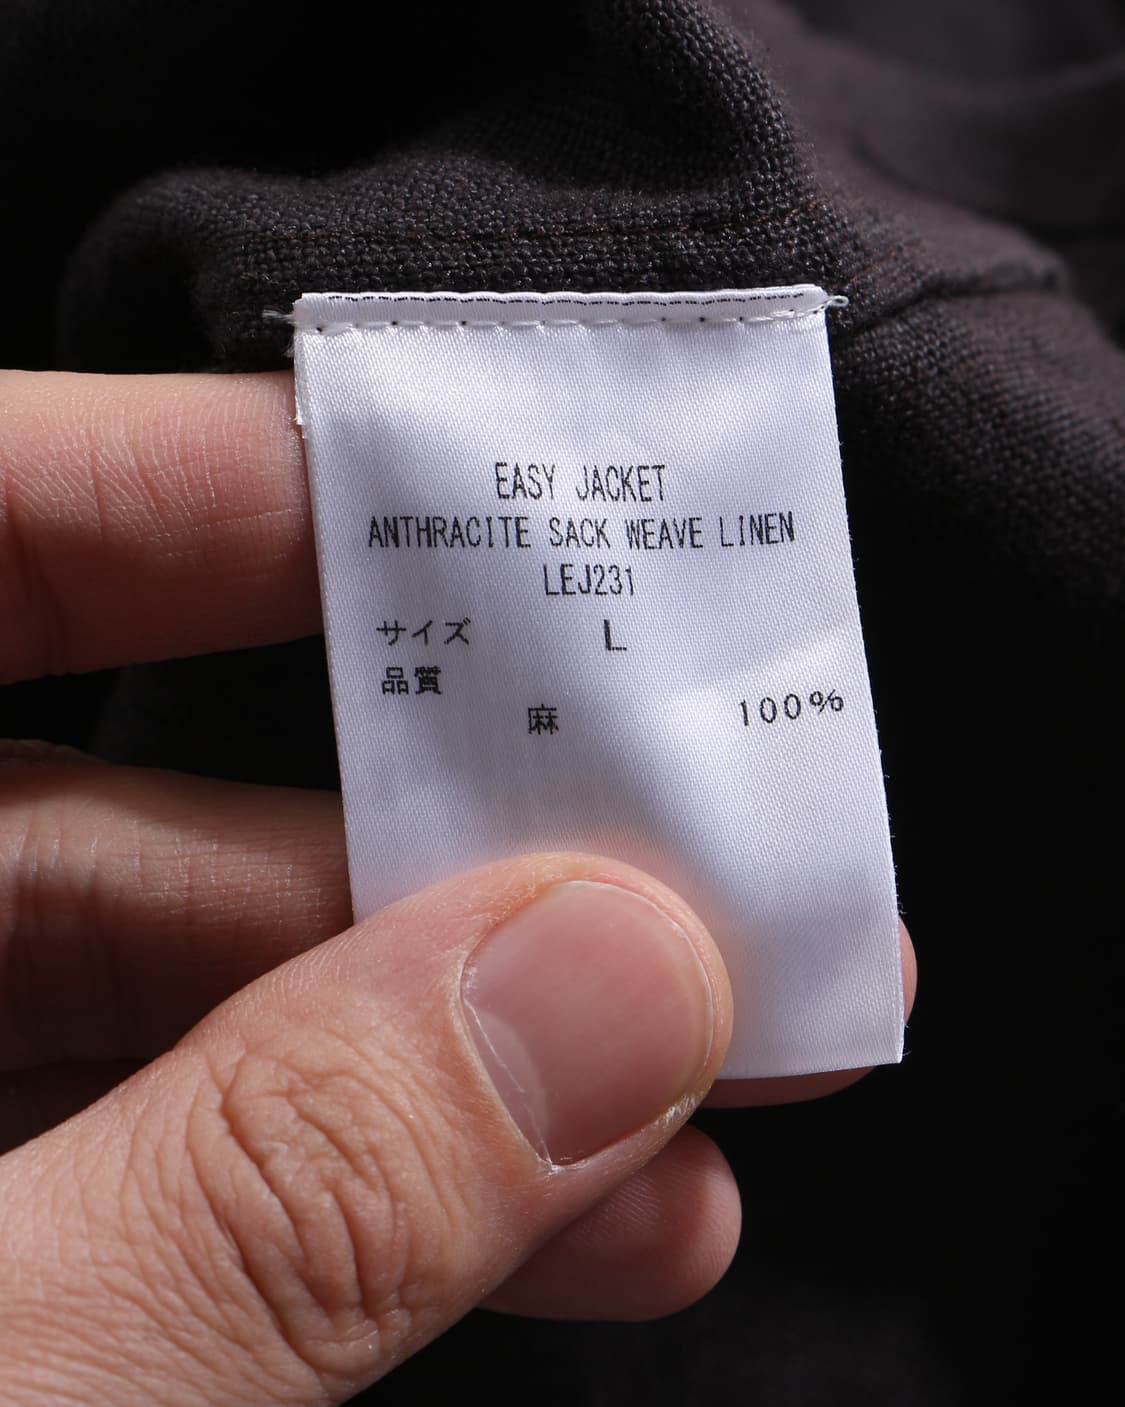 EASY JACKET
ANTHRACITE SACK WEAVE LINEN
LEJ231
サイズ L
品質
麻 100%